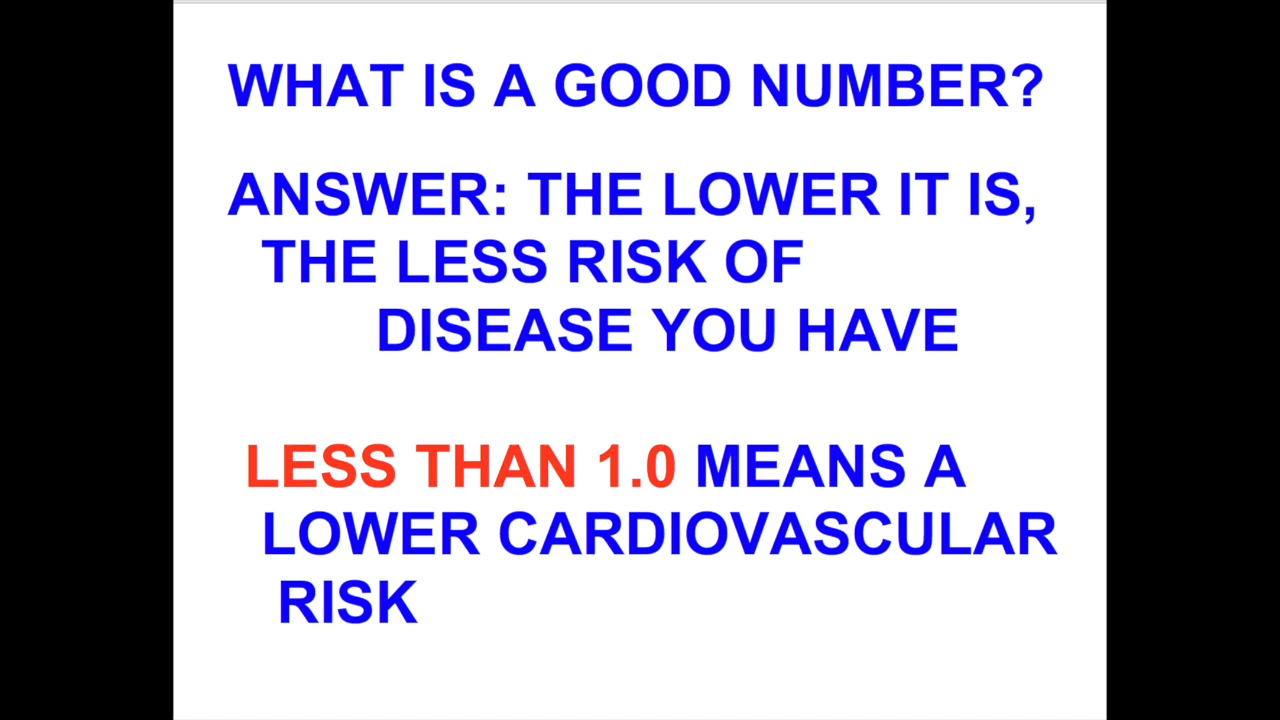 WHAT IS A GOOD NUMBER?
ANSWER: THE LOWER IT IS,
THE LESS RISK OF
DISEASE YOU HAVE
LESS THAN 1.0 MEANS A
LOWER CARDIOVASCULAR
RISK